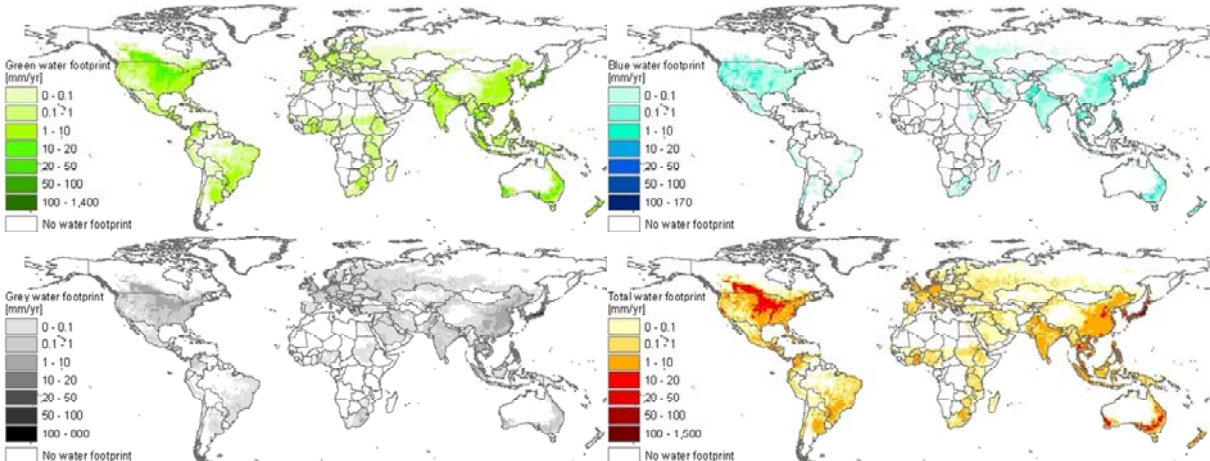 Green water footprint
[mm/yr]
0 - 0.1
0.1 - 1
1 - 10
10 - 20
20 - 50
50 - 100
100 - 1,400
No water footprint
Blue water footprint
[mm/yr]
0 - 0.1
0.1 - 1
1 - 10
10 - 20
20 - 50
50 - 100
100 - 170
No water footprint
Grey water footprint
[mm/yr]
0 - 0.1
0.1 - 1
1 - 10
10 - 20
20 - 50
50 - 100
100 - 000
No water footprint
Total water footprint
[mm/yr]
0 - 0.1
0.1 - 1
1 - 10
10 - 20
20 - 50
50 - 100
100 - 1,500
No water footprint